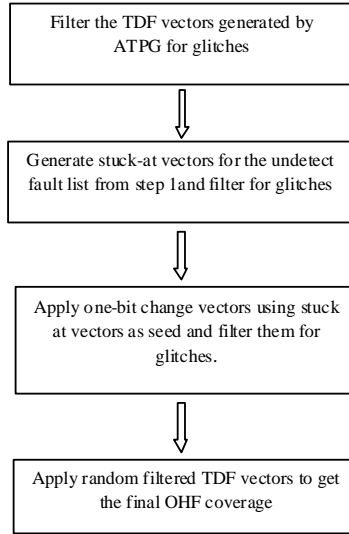 Filter the TDF vectors generated by
ATPG for glitches
Generate stuck-at vectors for the undetect
fault list from step 1and filter for glitches
Apply one-bit change vectors using stuck
at vectors as seed and filter them for
glitches.
Apply random filtered TDF vectors to get
the final OHF coverage